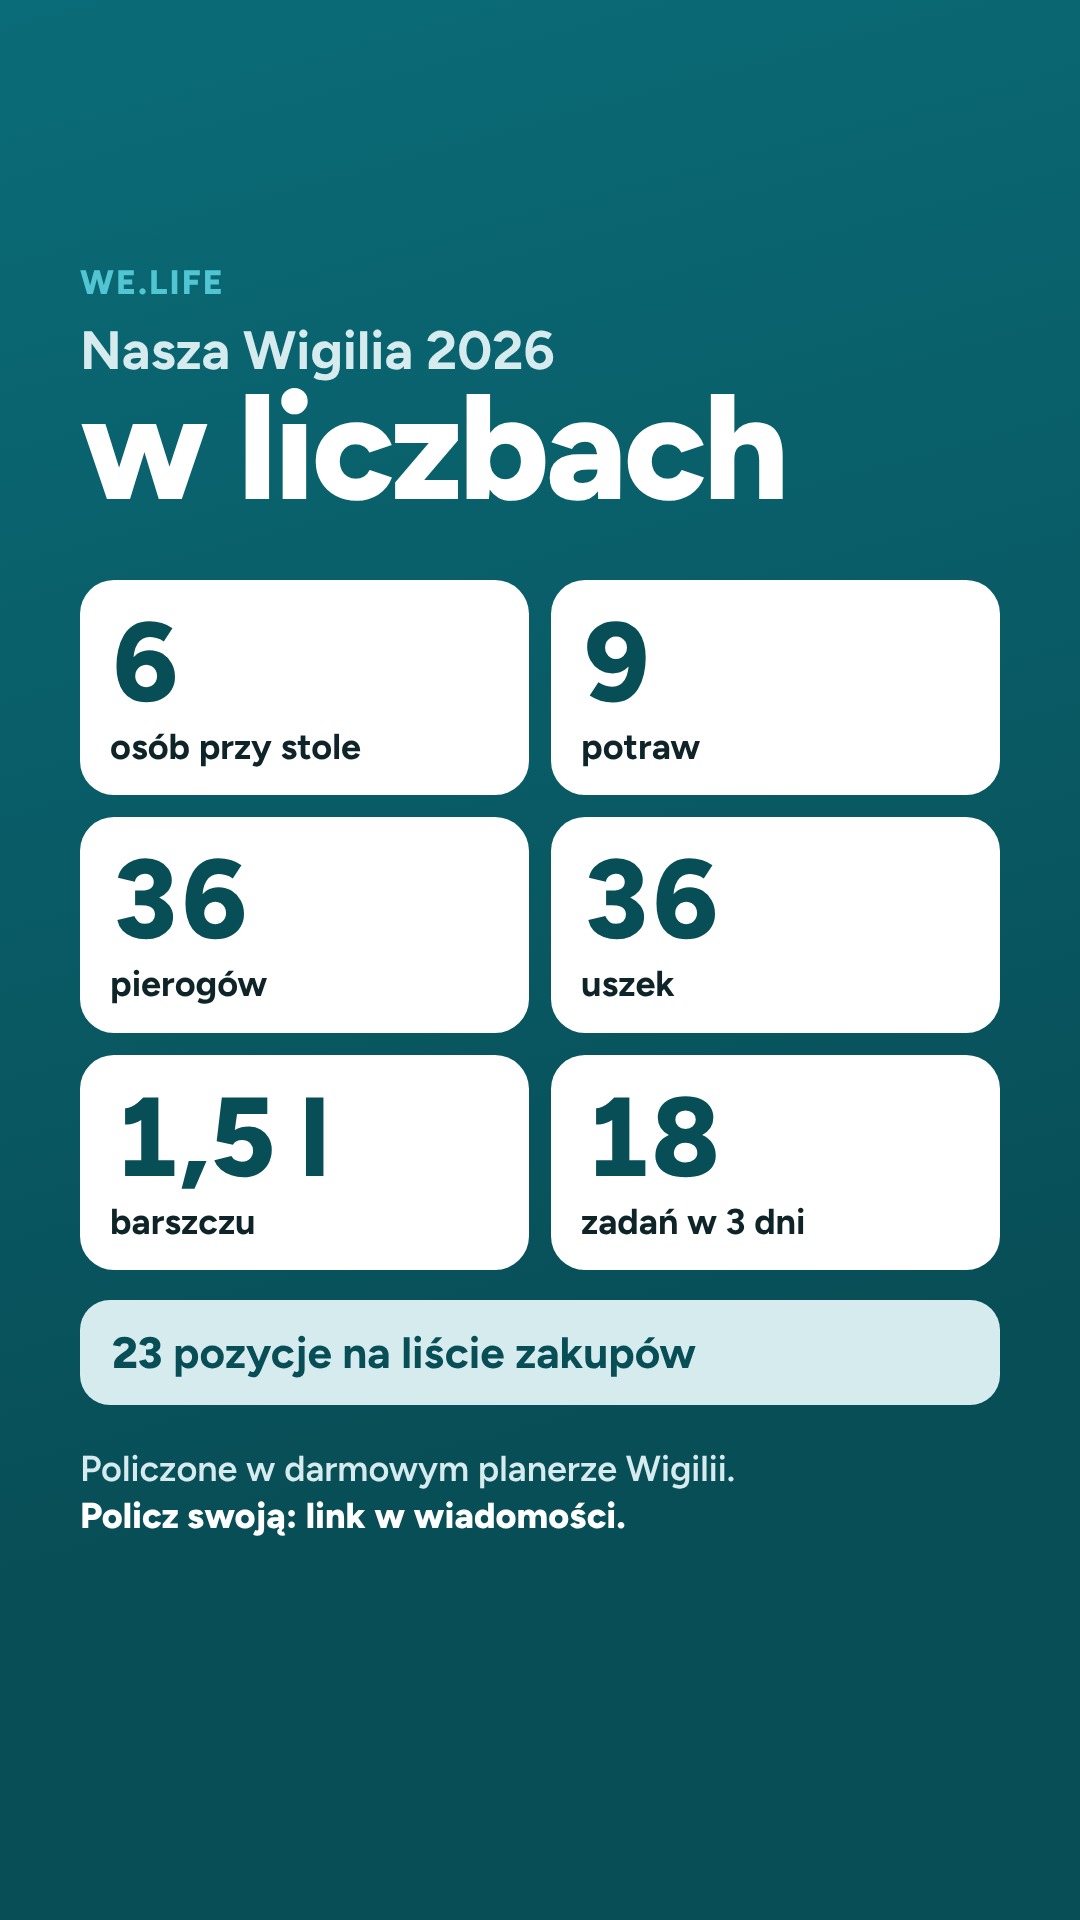 WE.LIFE
Nasza Wigilia 2026
w liczbach
6
osób przy stole
9
potraw
36
pierogów
36
uszek
1,5 l
barszczu
18
zadań w 3 dni
23 pozycje na liście zakupów
Policzone w darmowym planerze Wigilii.
Policz swoją: link w wiadomości.